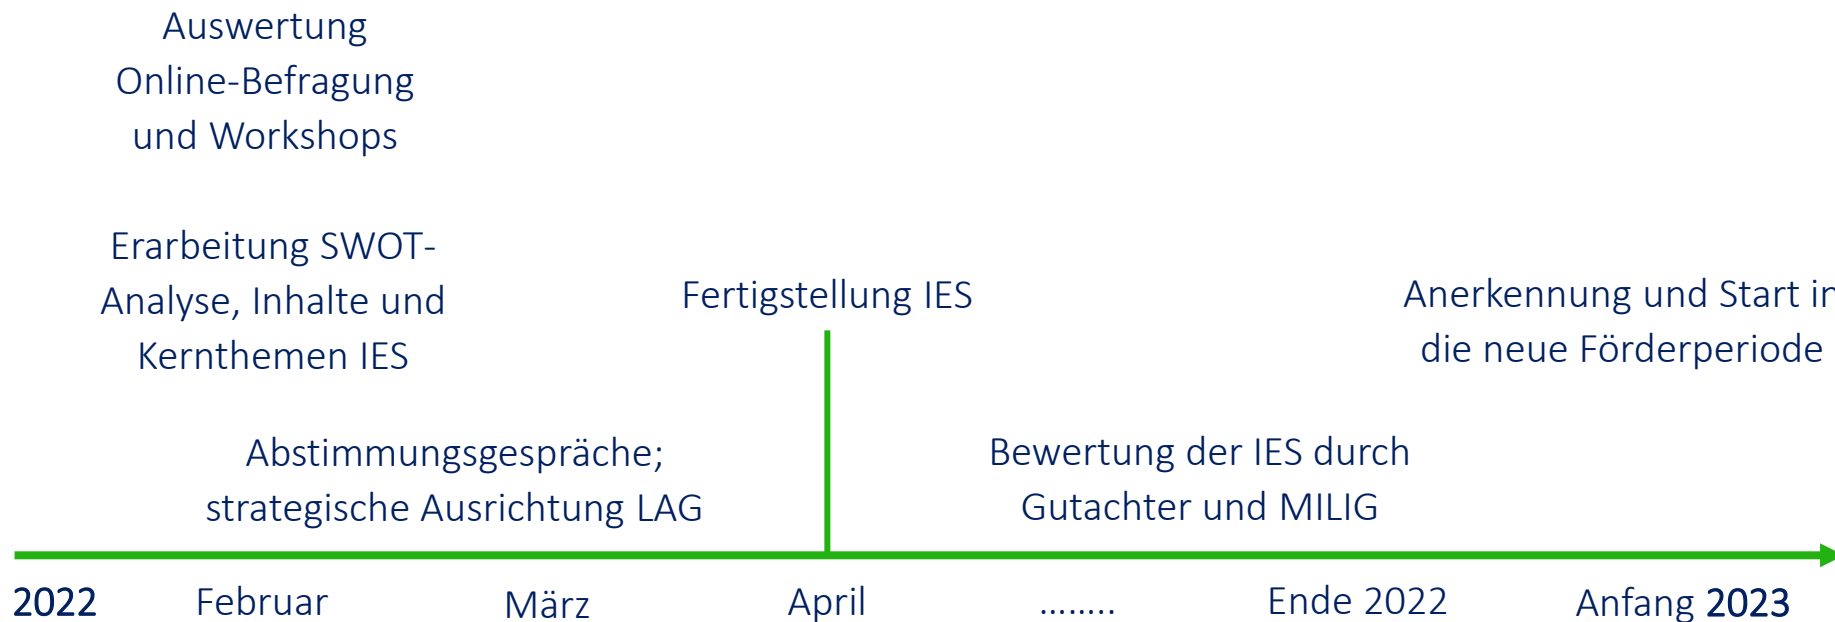 Auswertung
Online-Befragung
und Workshops
Erarbeitung SWOT-
Analyse, Inhalte und
Kernthemen IES
Fertigstellung IES
Anerkennung und Start in
die neue Förderperiode
Abstimmungsgespräche;
strategische Ausrichtung LAG
Bewertung der IES durch
Gutachter und MILIG
2022 Februar März April …….. Ende 2022 Anfang 2023